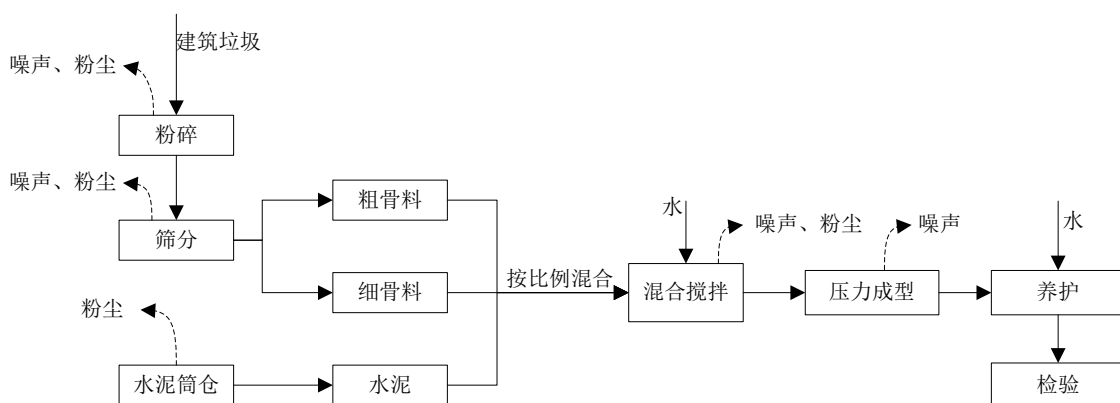 建筑垃圾
噪声、粉尘
粉碎
噪声、粉尘
粗骨料
水
噪声、粉尘
噪声
水
筛分
按比例混合
细骨料
混合搅拌
压力成型
养护
粉尘
水泥筒仓
水泥
检验